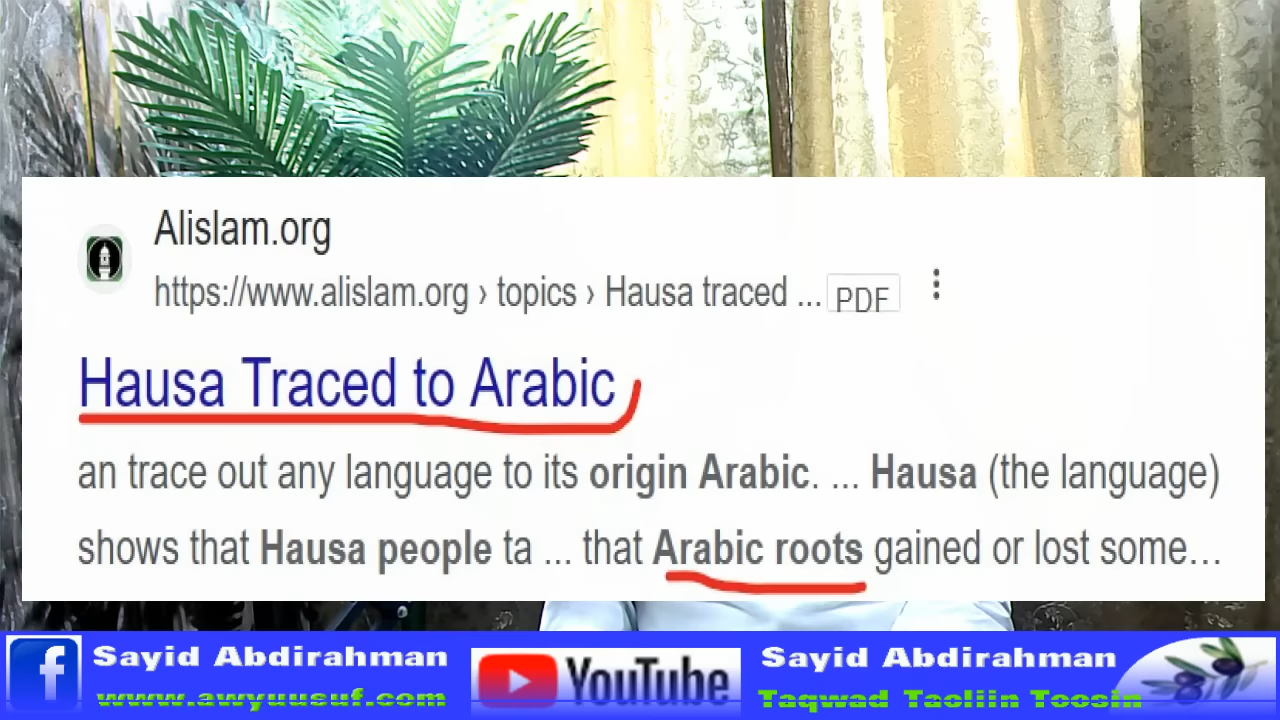 Alislam.org
https://www.alislam.org › topics › Hausa traced ... PDF
Hausa Traced to Arabic
an trace out any language to its origin Arabic. ... Hausa (the language)
shows that Hausa people ta ... that Arabic roots gained or lost some...
f Sayid Abdirahman YouTube Sayid Abdirahman
www.awyuusuf.com Taqwad Taoliin Toosin